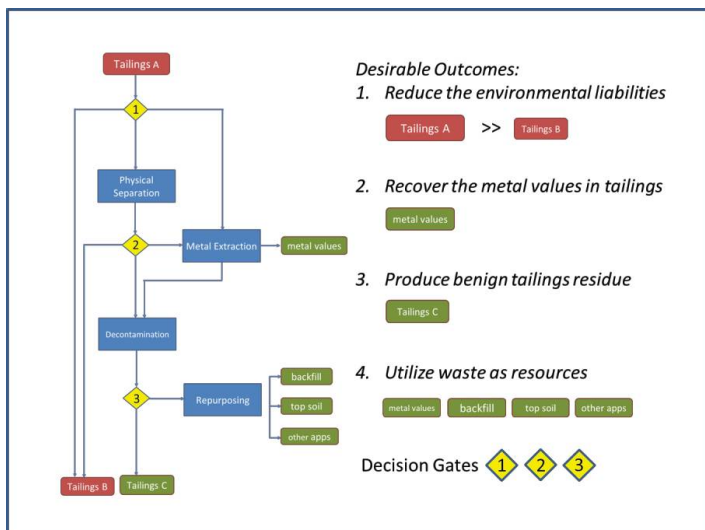 Tailings A
1
Physical
Separation
2
Metal Extraction
metal values
Decontamination
3
Repurposing
backfill
top soil
other apps
Tailings B
Tailings C
Desirable Outcomes:
1. Reduce the environmental liabilities
Tailings A >> Tailings B
2. Recover the metal values in tailings
metal values
3. Produce benign tailings residue
Tailings C
4. Utilize waste as resources
metal values backfill top soil other apps
Decision Gates 1 2 3